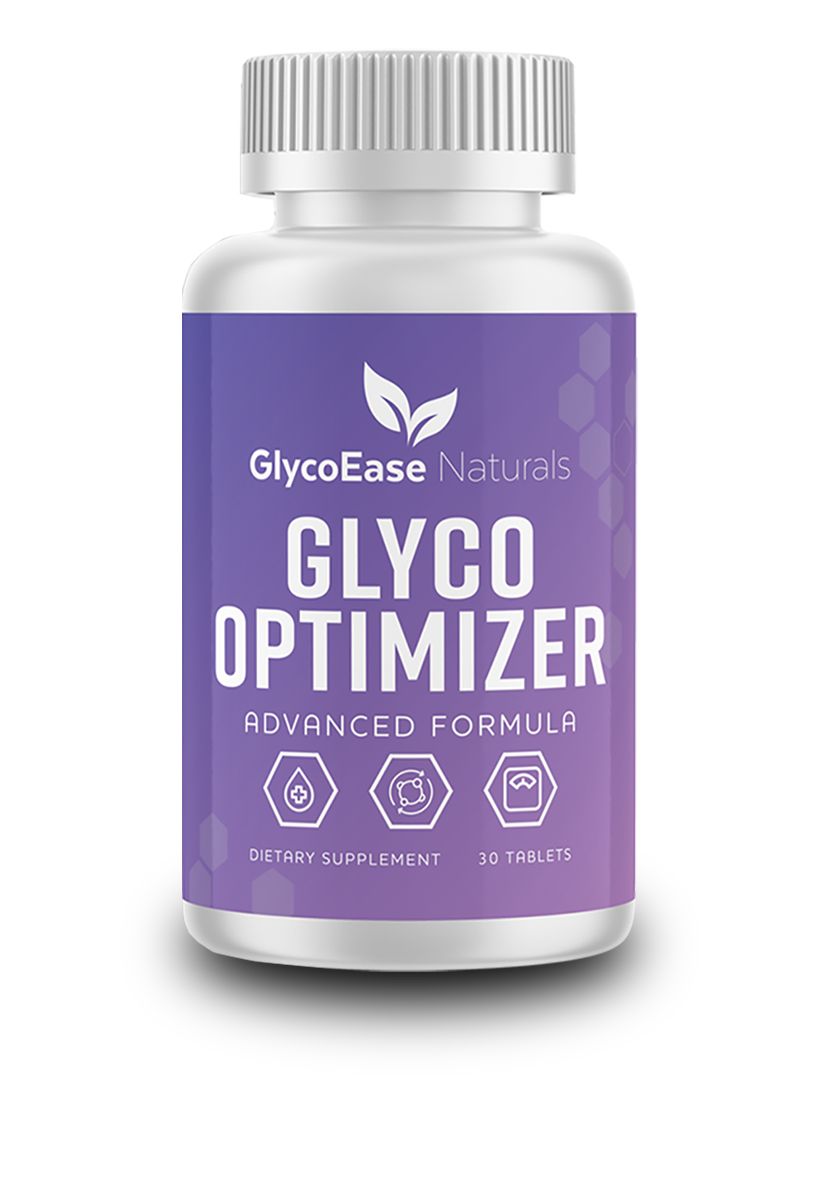 GlycoEase Naturals
GLYCO
OPTIMIZER
ADVANCED FORMULA
DIETARY SUPPLEMENT 30 TABLETS